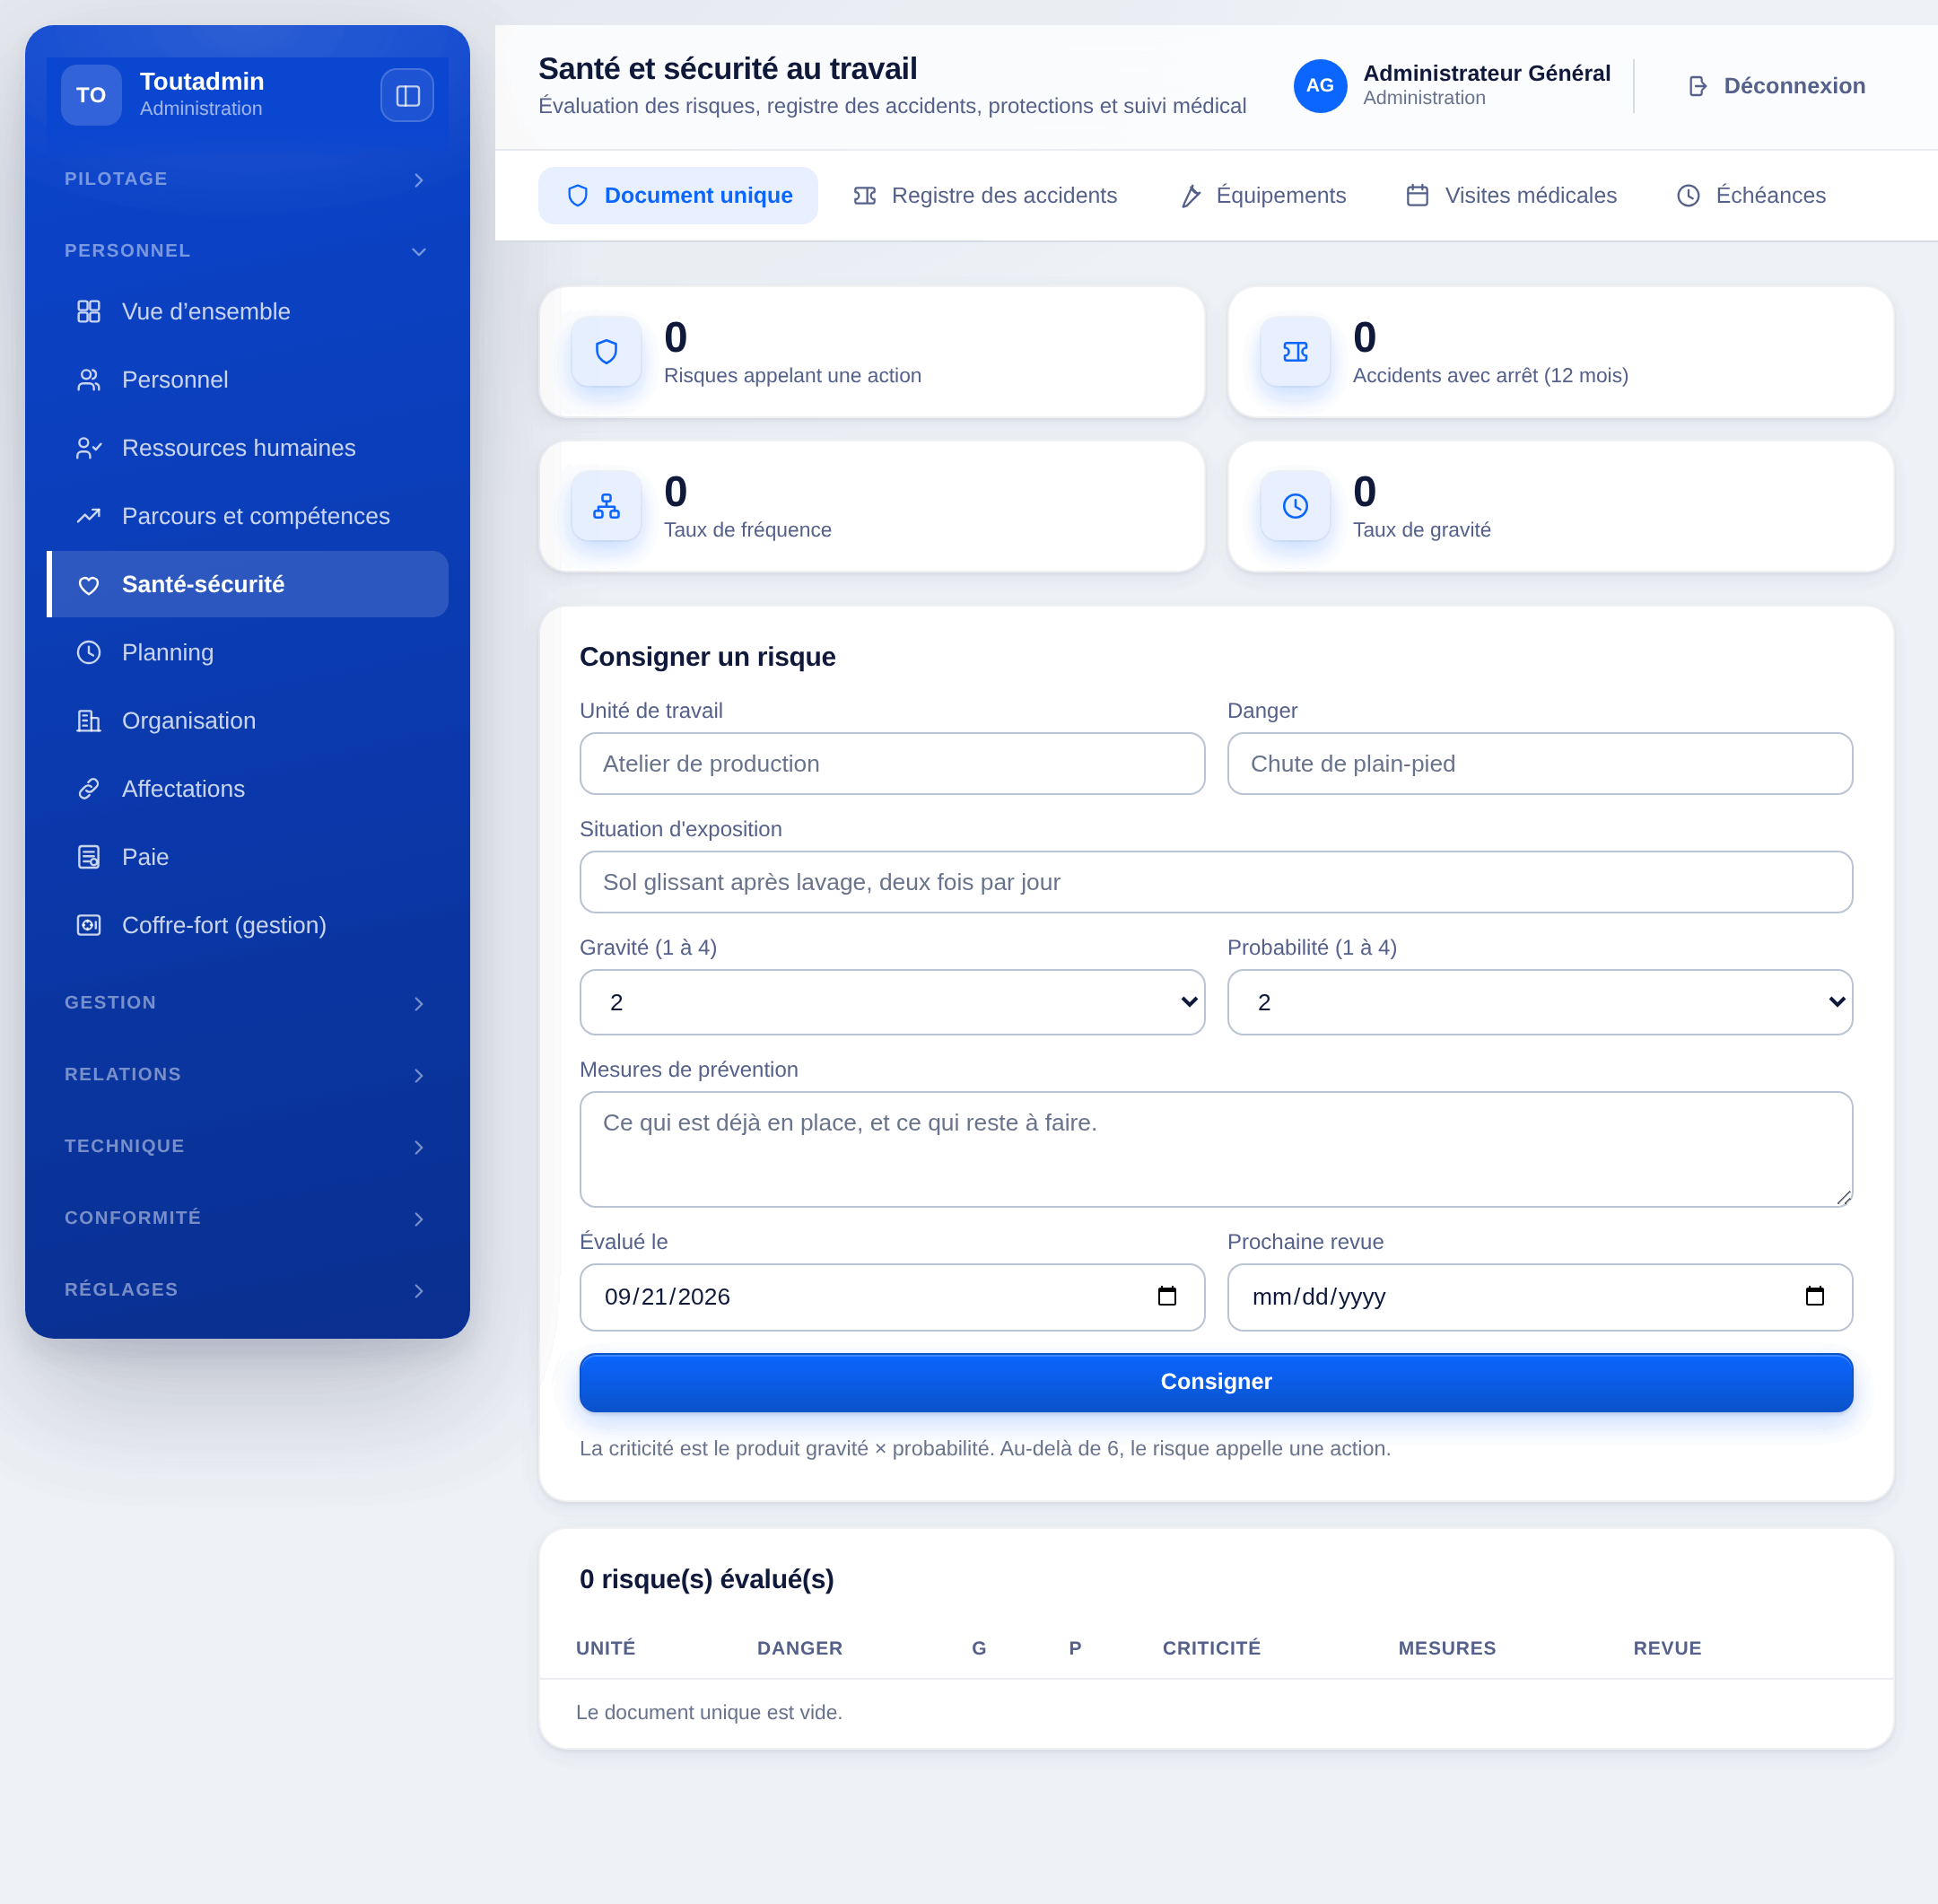 TO
Toutadmin
Administration
PILOTAGE
PERSONNEL
Vue d’ensemble
Personnel
Ressources humaines
Parcours et compétences
Santé-sécurité
Planning
Organisation
Affectations
Paie
Coffre-fort (gestion)
GESTION
RELATIONS
TECHNIQUE
CONFORMITÉ
RÉGLAGES
Santé et sécurité au travail
Évaluation des risques, registre des accidents, protections et suivi médical
AG
Administrateur Général
Administration
Déconnexion
Document unique
Registre des accidents
Équipements
Visites médicales
Échéances
0
Risques appelant une action
0
Accidents avec arrêt (12 mois)
0
Taux de fréquence
0
Taux de gravité
Consigner un risque
Unité de travail
Danger
Atelier de production
Chute de plain-pied
Situation d'exposition
Sol glissant après lavage, deux fois par jour
Gravité (1 à 4)
Probabilité (1 à 4)
2
2
Mesures de prévention
Ce qui est déjà en place, et ce qui reste à faire.
Évalué le
Prochaine revue
09/21/2026
mm/dd/yyyy
Consigner
La criticité est le produit gravité × probabilité. Au-delà de 6, le risque appelle une action.
0 risque(s) évalué(s)
UNITÉ DANGER G P CRITICITÉ MESURES REVUE
Le document unique est vide.